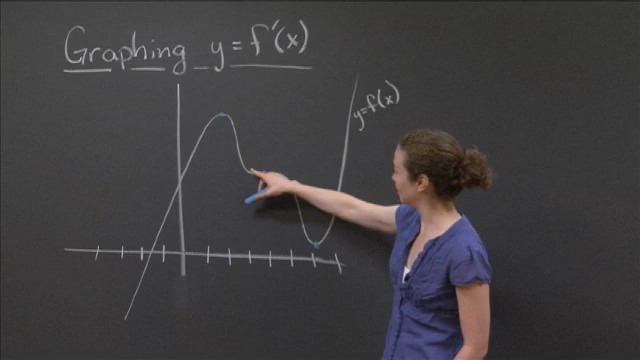 Graphing y = f'(x)
y=f(x)